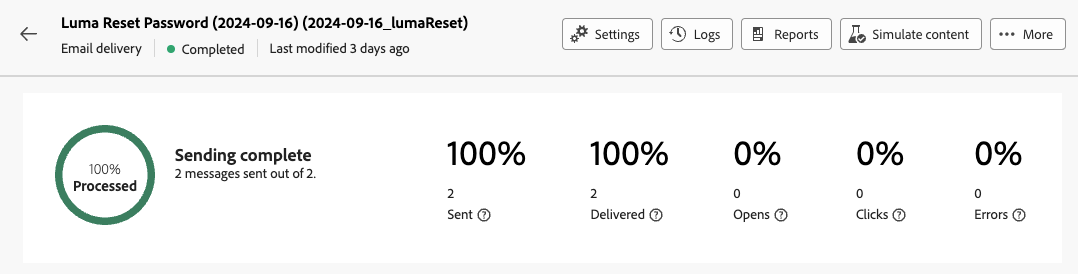 Luma Reset Password (2024-09-16) (2024-09-16_lumaReset)
Email delivery Completed Last modified 3 days ago
Settings Logs Reports Simulate content More
100%
Processed
Sending complete
2 messages sent out of 2.
100% 100% 0% 0% 0%
2 2 0 0 0
Sent Delivered Opens Clicks Errors